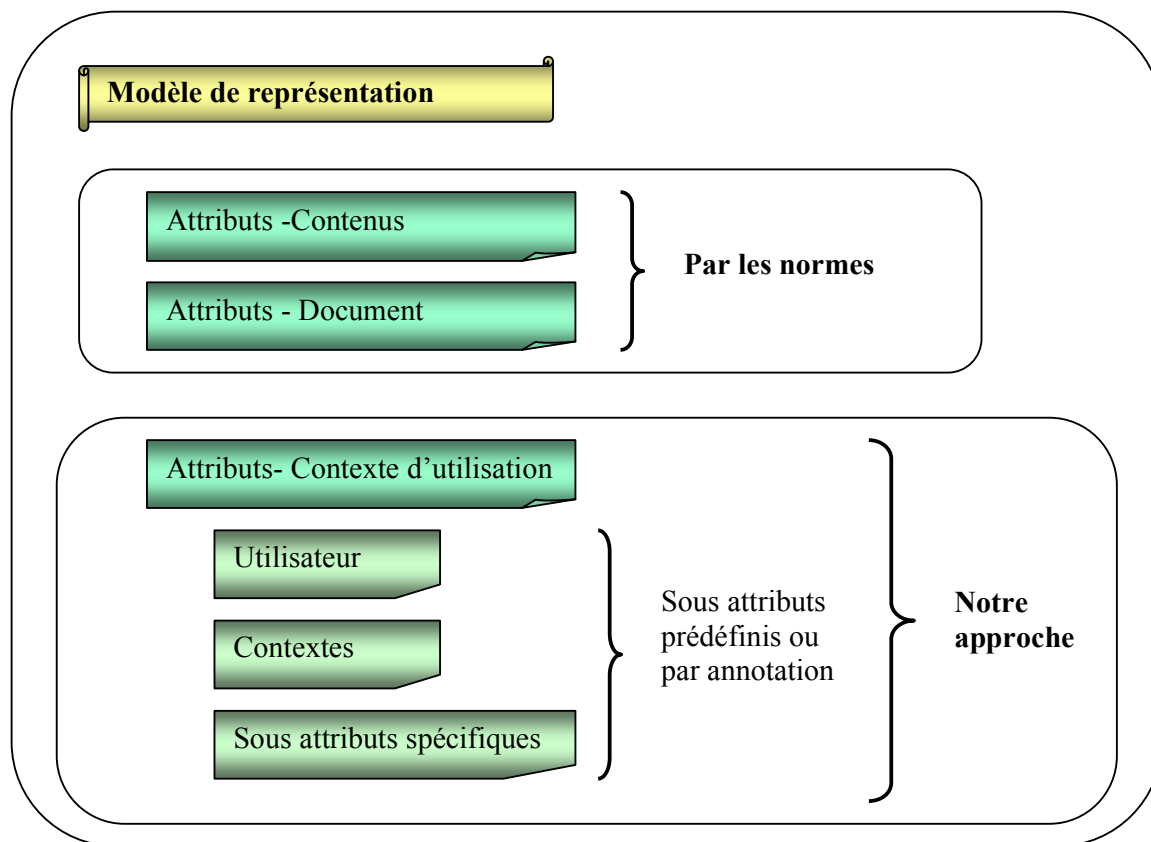 Modèle de représentation
Attributs -Contenus
Par les normes
Attributs - Document
Attributs- Contexte d’utilisation
Utilisateur
Contextes
Sous attributs spécifiques
Sous attributs
prédéfinis ou
par annotation
Notre
approche